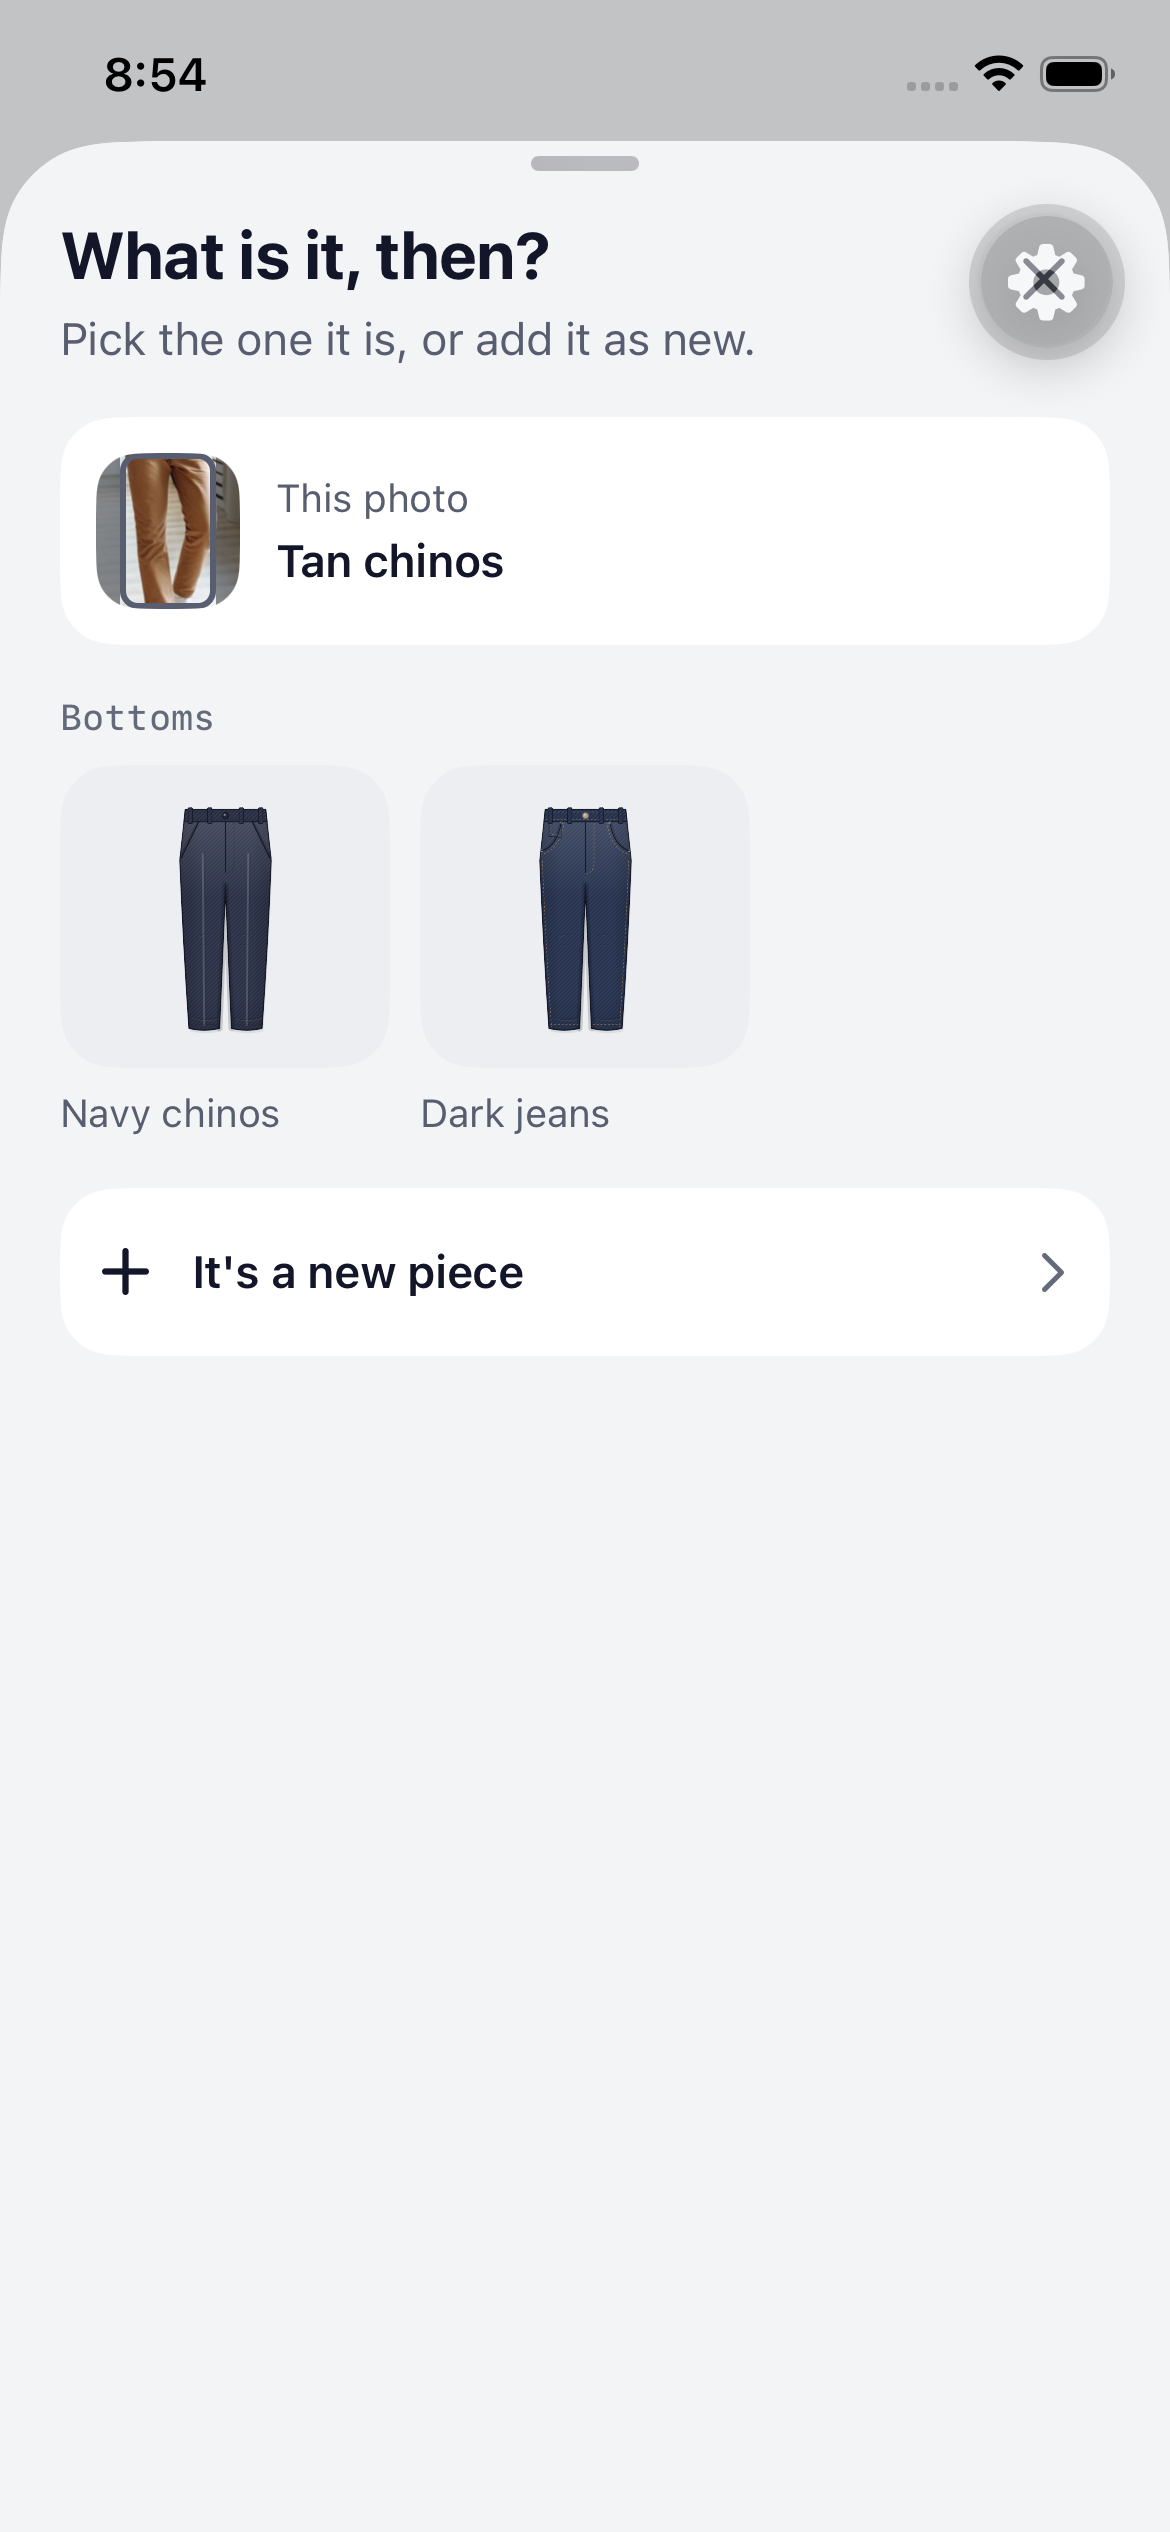 8:54
What is it, then?
Pick the one it is, or add it as new.
This photo
Tan chinos
Bottoms
Navy chinos
Dark jeans
It's a new piece